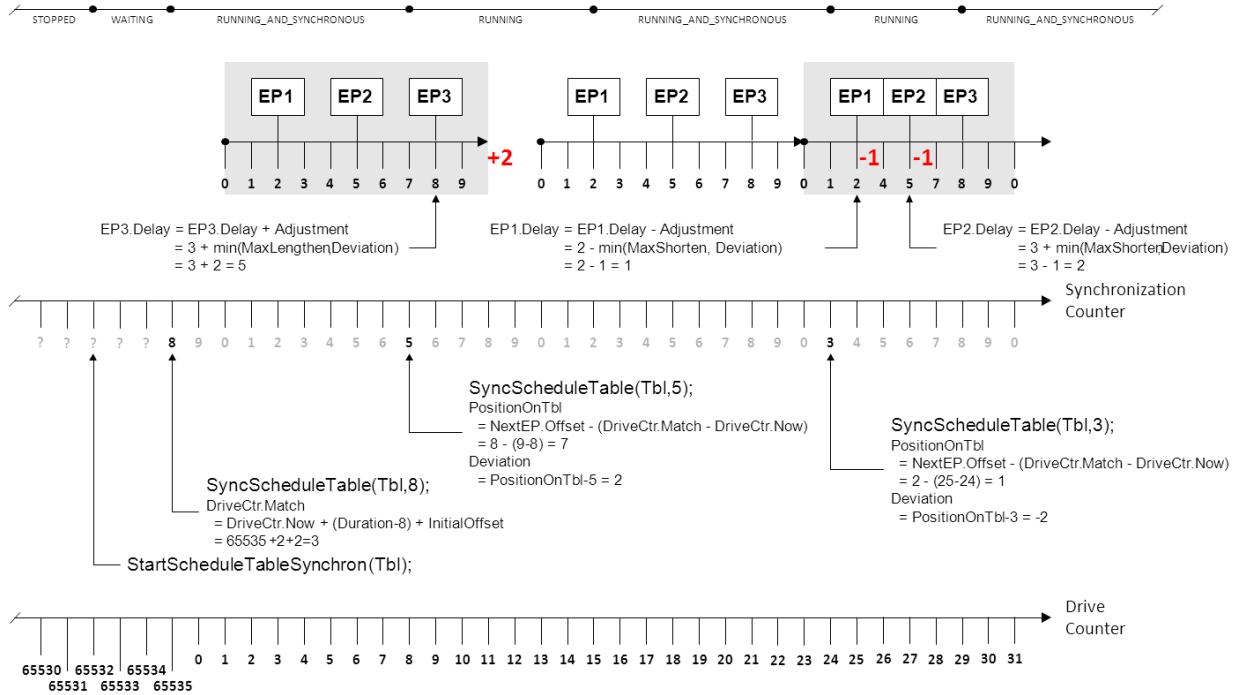 STOPPED WAITING RUNNING_AND_SYNCHRONOUS RUNNING RUNNING_AND_SYNCHRONOUS RUNNING RUNNING_AND_SYNCHRONOUS
EP1 EP2 EP3 EP1 EP2 EP3 EP1 EP2 EP3
+2 -1 -1
0 1 2 3 4 5 6 7 8 9 0 1 2 3 4 5 6 7 8 9 0 1 2 4 5 7 8 9 0
EP3.Delay = EP3.Delay + Adjustment
= 3 + min(MaxLengthen,Deviation)
= 3 + 2 = 5
EP1.Delay = EP1.Delay - Adjustment
= 2 - min(MaxShorten, Deviation)
= 2 - 1 = 1
EP2.Delay = EP2.Delay - Adjustment
= 3 + min(MaxShorten,Deviation)
= 3 - 1 = 2
Synchronization
Counter
? ? ? ? ? 8 9 0 1 2 3 4 5 6 5 6 7 8 9 0 1 2 3 4 5 6 7 8 9 0 3 4 5 6 7 8 9 0
SyncScheduleTable(Tbl,5);
PositionOnTbl
= NextEP.Offset - (DriveCtr.Match - DriveCtr.Now)
= 8 - (9-8) = 7
Deviation
= PositionOnTbl-5 = 2
SyncScheduleTable(Tbl,3);
PositionOnTbl
= NextEP.Offset - (DriveCtr.Match - DriveCtr.Now)
= 2 - (25-24) = 1
Deviation
= PositionOnTbl-3 = -2
SyncScheduleTable(Tbl,8);
DriveCtr.Match
= DriveCtr.Now + (Duration-8) + InitialOffset
= 65535 +2+2=3
StartScheduleTableSynchron(Tbl);
Drive
Counter
65530 65532 65534 0 1 2 3 4 5 6 7 8 9 10 11 12 13 14 15 16 17 18 19 20 21 22 23 24 25 26 27 28 29 30 31
65531 65533 65535